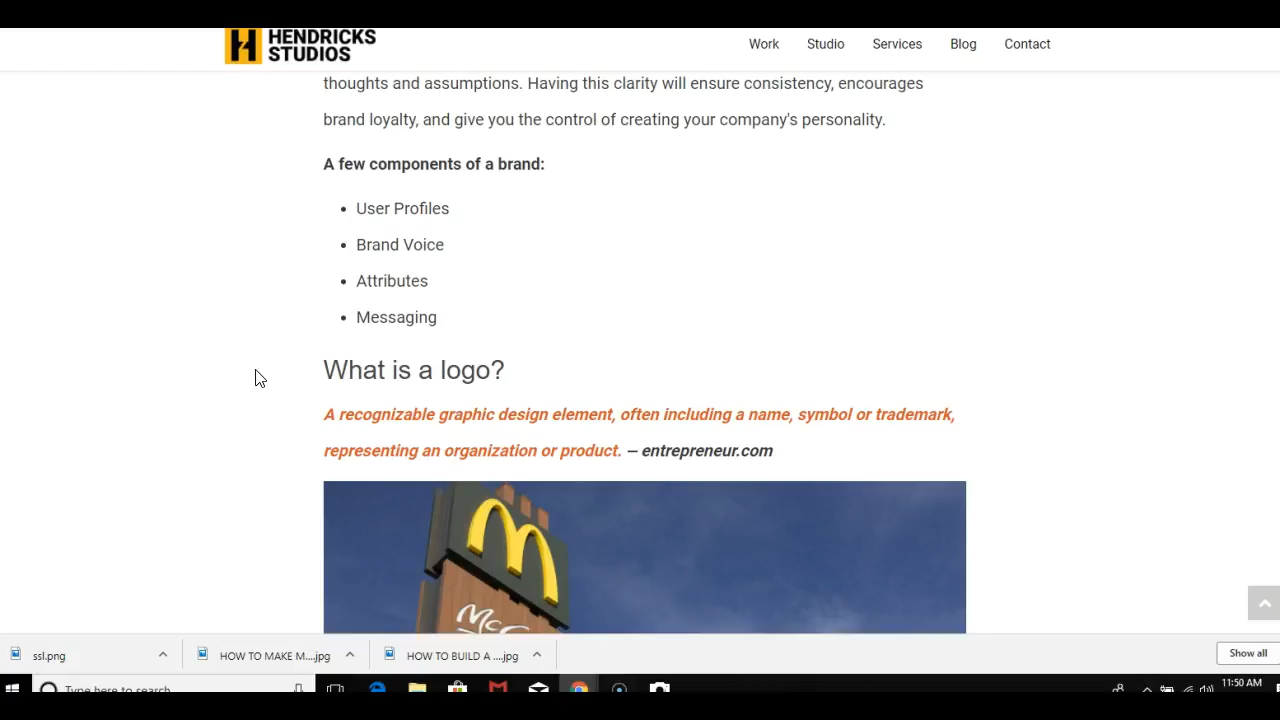 HENDRICKS
STUDIOS
Work Studio Services Blog Contact
thoughts and assumptions. Having this clarity will ensure consistency, encourages
brand loyalty, and give you the control of creating your company's personality.
A few components of a brand:
• User Profiles
• Brand Voice
• Attributes
• Messaging
What is a logo?
A recognizable graphic design element, often including a name, symbol or trademark,
representing an organization or product. – entrepreneur.com
ssl.png HOW TO MAKE M....jpg HOW TO BUILD A ....jpg Show all
Type here to search 11:50 AM